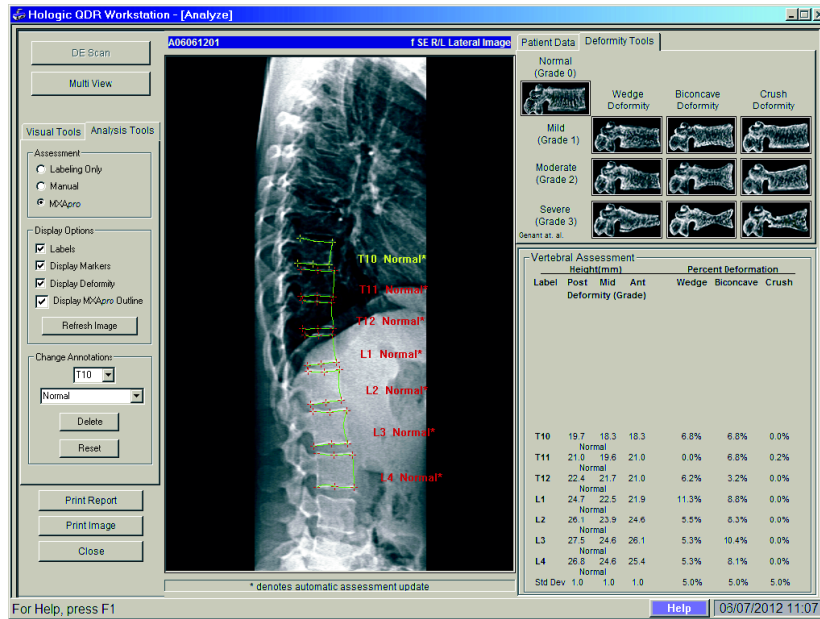 Hologic QDR Workstation - [Analyze]
DE Scan
Multi View
Visual Tools Analysis Tools
Assessment
Labeling Only
Manual
MXApro
Display Options
Labels
Display Markers
Display Deformity
Display MXApro Outline
Refresh Image
Change Annotations
T10
Normal
Delete
Reset
Print Report
Print Image
Close
A06061201 f SE R/L Lateral Image
T10 Normal*
T11 Normal*
T12 Normal*
L1 Normal*
L2 Normal*
L3 Normal*
L4 Normal*
* denotes automatic assessment update
Patient Data Deformity Tools
Normal
(Grade 0)
Wedge Biconcave Crush
Deformity Deformity Deformity
Mild
(Grade 1)
Moderate
(Grade 2)
Severe
(Grade 3)
Genant at. al.
Vertebral Assessment
Height(mm) Percent Deformation
Label Post Mid Ant Wedge Biconcave Crush
Deformity (Grade)
T10 19.7 18.3 18.3 6.8% 6.8% 0.0%
Normal
T11 21.0 19.6 21.0 0.0% 6.8% 0.2%
Normal
T12 22.4 21.7 21.0 6.2% 3.2% 0.0%
Normal
L1 24.7 22.5 21.9 11.3% 8.8% 0.0%
Normal
L2 26.1 23.9 24.6 5.5% 8.3% 0.0%
Normal
L3 27.5 24.6 26.1 5.3% 10.4% 0.0%
Normal
L4 26.8 24.6 25.4 5.3% 8.1% 0.0%
Normal
Std Dev 1.0 1.0 1.0 5.0% 5.0% 5.0%
For Help, press F1
Help
06/07/2012 11:07